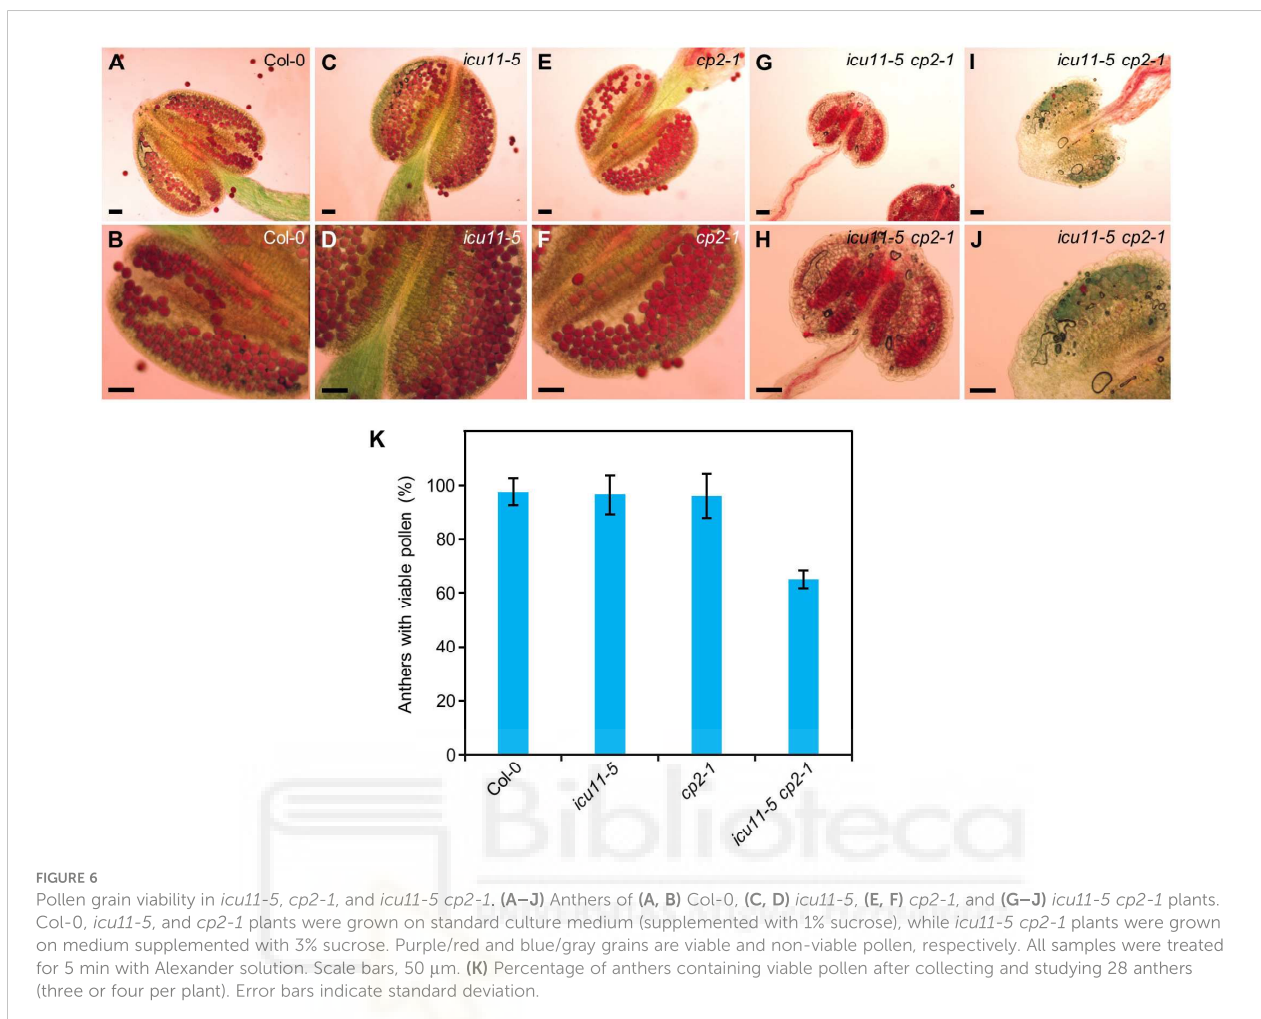 A Col-0
C icu11-5
E cp2-1
G icu11-5 cp2-1
I icu11-5 cp2-1
B Col-0
D icu11-5
F cp2-1
H icu11-5 cp2-1
J icu11-5 cp2-1
K
Anthers with viable pollen (%)
100
80
60
40
20
0
Col-0
icu11-5
cp2-1
icu11-5 cp2-1
Biblioteca
FIGURE 6
Pollen grain viability in icu11-5, cp2-1, and icu11-5 cp2-1. (A–J) Anthers of (A, B) Col-0, (C, D) icu11-5, (E, F) cp2-1, and (G–J) icu11-5 cp2-1 plants.
Col-0, icu11-5, and cp2-1 plants were grown on standard culture medium (supplemented with 1% sucrose), while icu11-5 cp2-1 plants were grown
on medium supplemented with 3% sucrose. Purple/red and blue/gray grains are viable and non-viable pollen, respectively. All samples were treated
for 5 min with Alexander solution. Scale bars, 50 μm. (K) Percentage of anthers containing viable pollen after collecting and studying 28 anthers
(three or four per plant). Error bars indicate standard deviation.